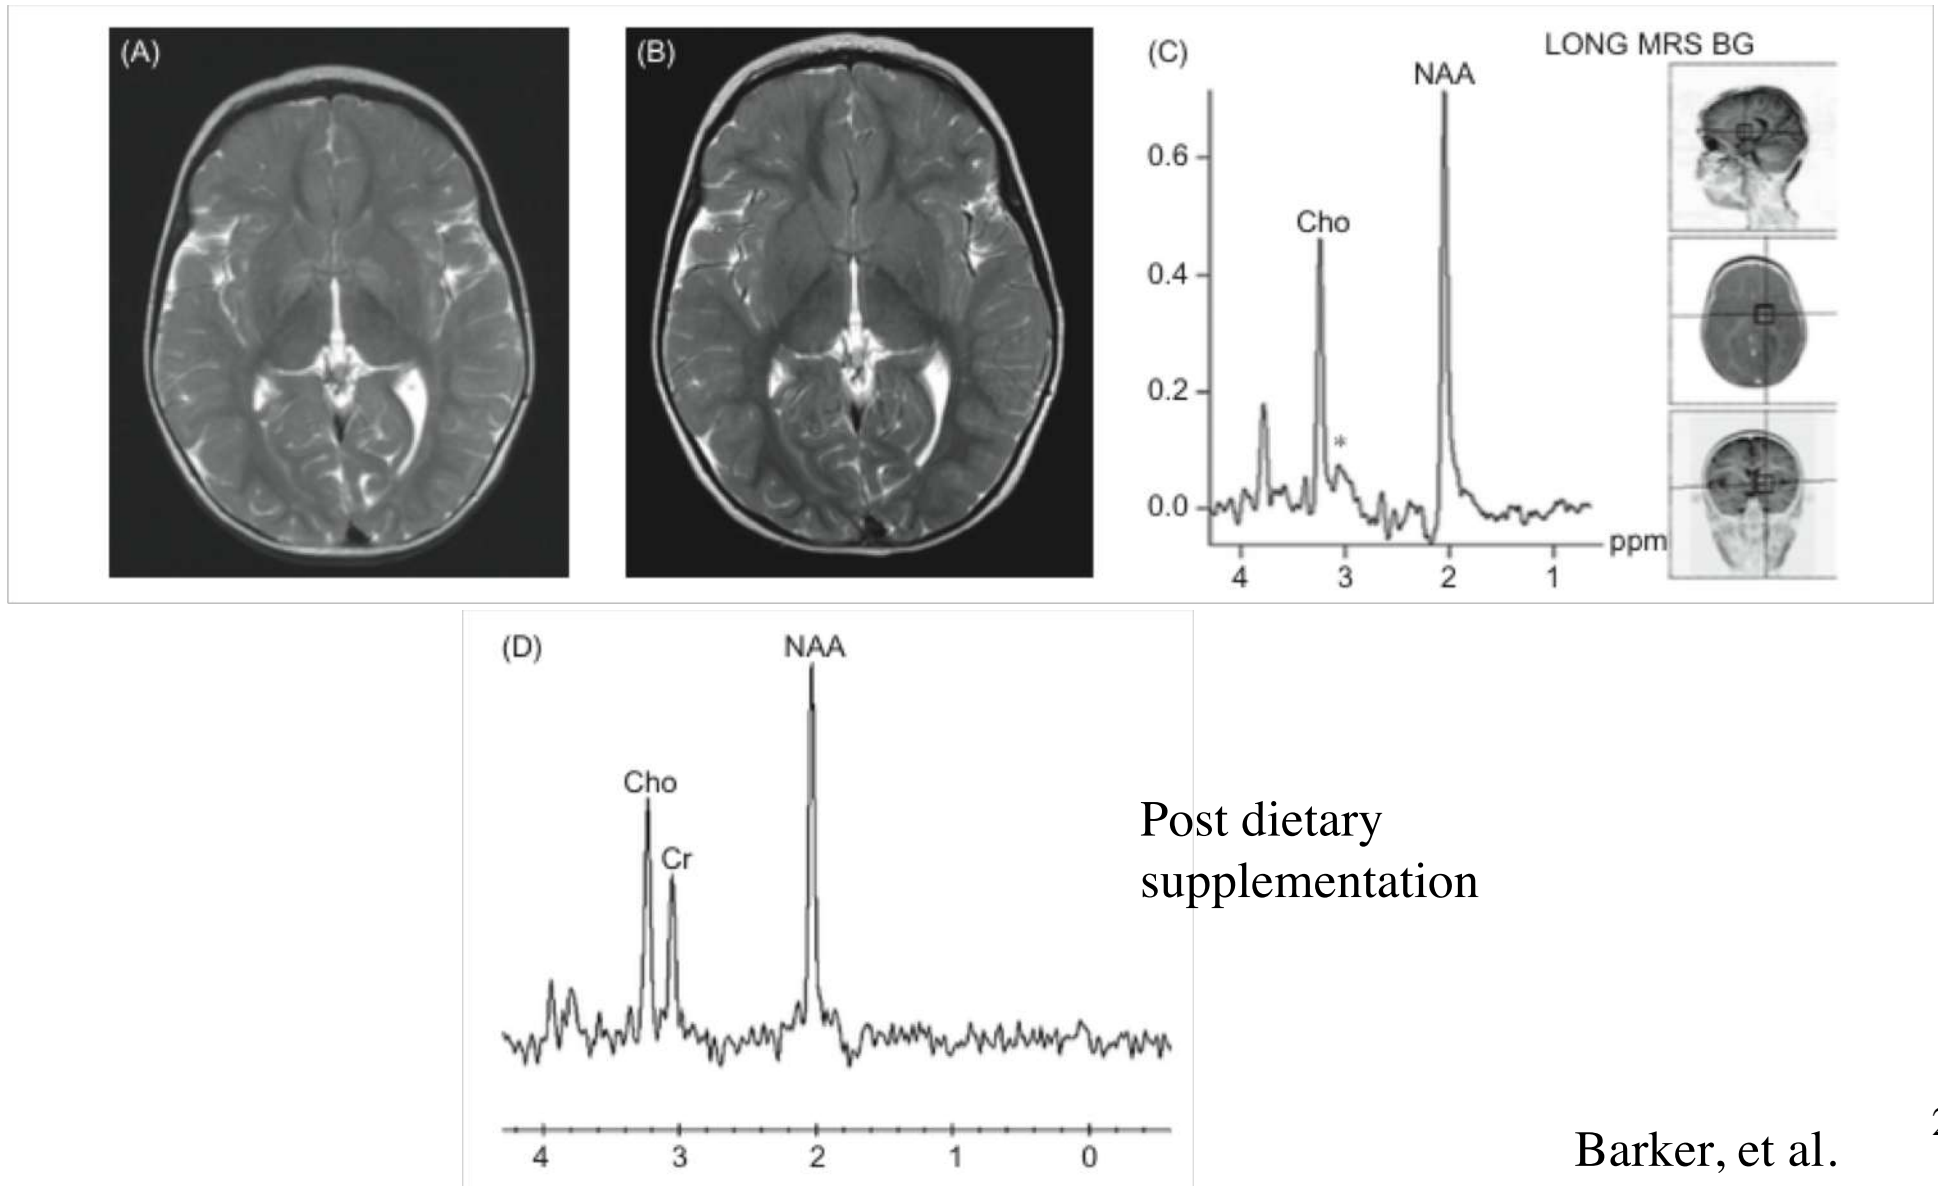 (A)
(B)
(C)
LONG MRS BG
NAA
0.6
Cho
0.4
0.2
*
0.0
ppm
4 3 2 1
(D)
NAA
Cho
Cr
Post dietary
supplementation
4 3 2 1 0
Barker, et al.